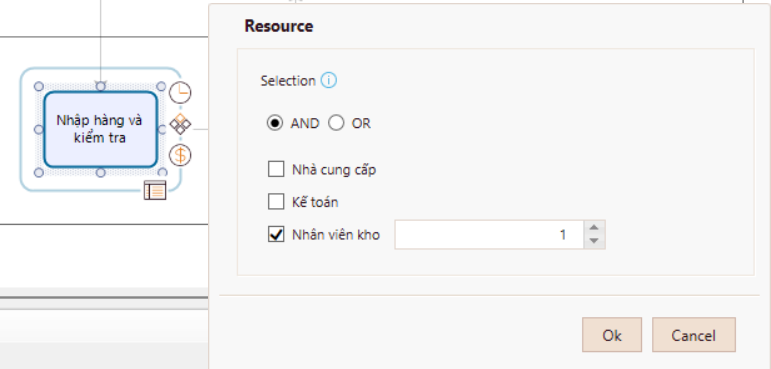 Resource
Selection
AND OR
Nhập hàng và
kiểm tra
Nhà cung cấp
Kế toán
Nhân viên kho 1
Ok Cancel